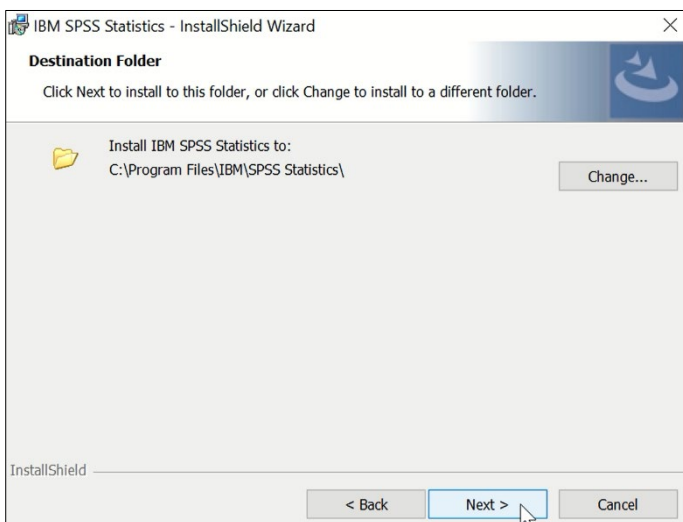 IBM SPSS Statistics - InstallShield Wizard
Destination Folder
Click Next to install to this folder, or click Change to install to a different folder.
Install IBM SPSS Statistics to:
C:\Program Files\IBM\SPSS Statistics\
Change...
InstallShield
< Back
Next >
Cancel